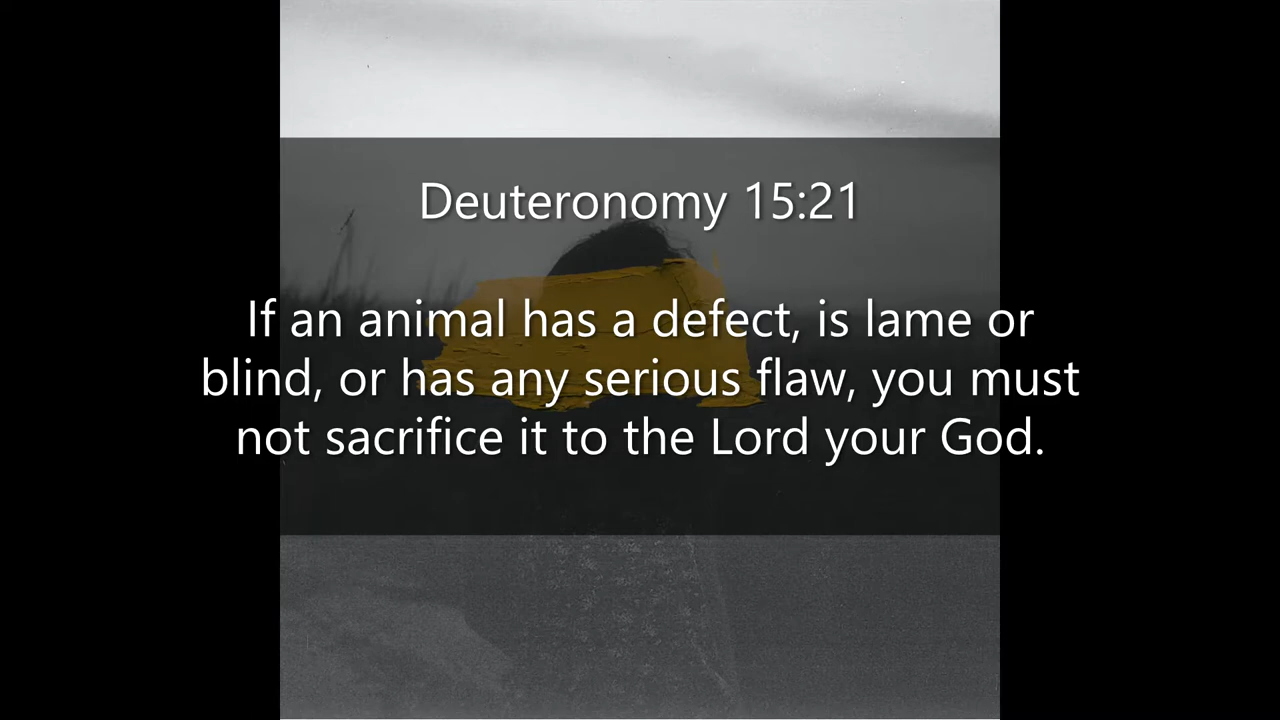 Deuteronomy 15:21
If an animal has a defect, is lame or
blind, or has any serious flaw, you must
not sacrifice it to the Lord your God.